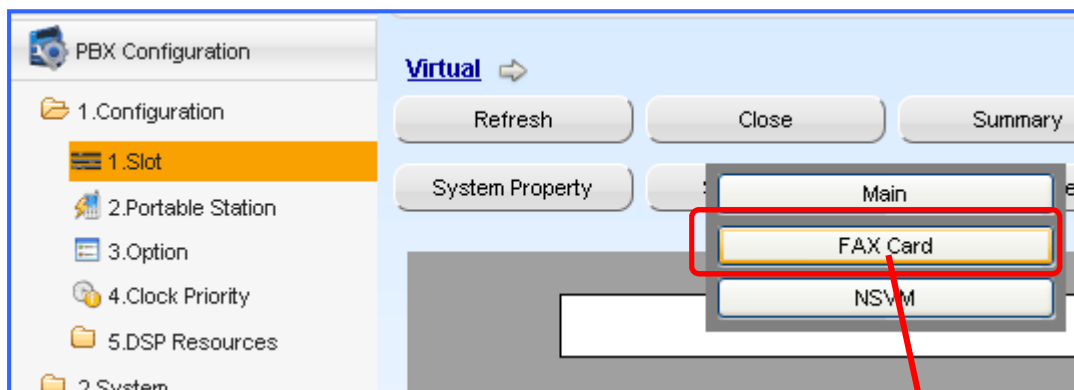 PBX Configuration
1.Configuration
1.Slot
2.Portable Station
3.Option
4.Clock Priority
5.DSP Resources
2.System
Virtual
Refresh
Close
Summary
System Property
Main
FAX Card
NSVM